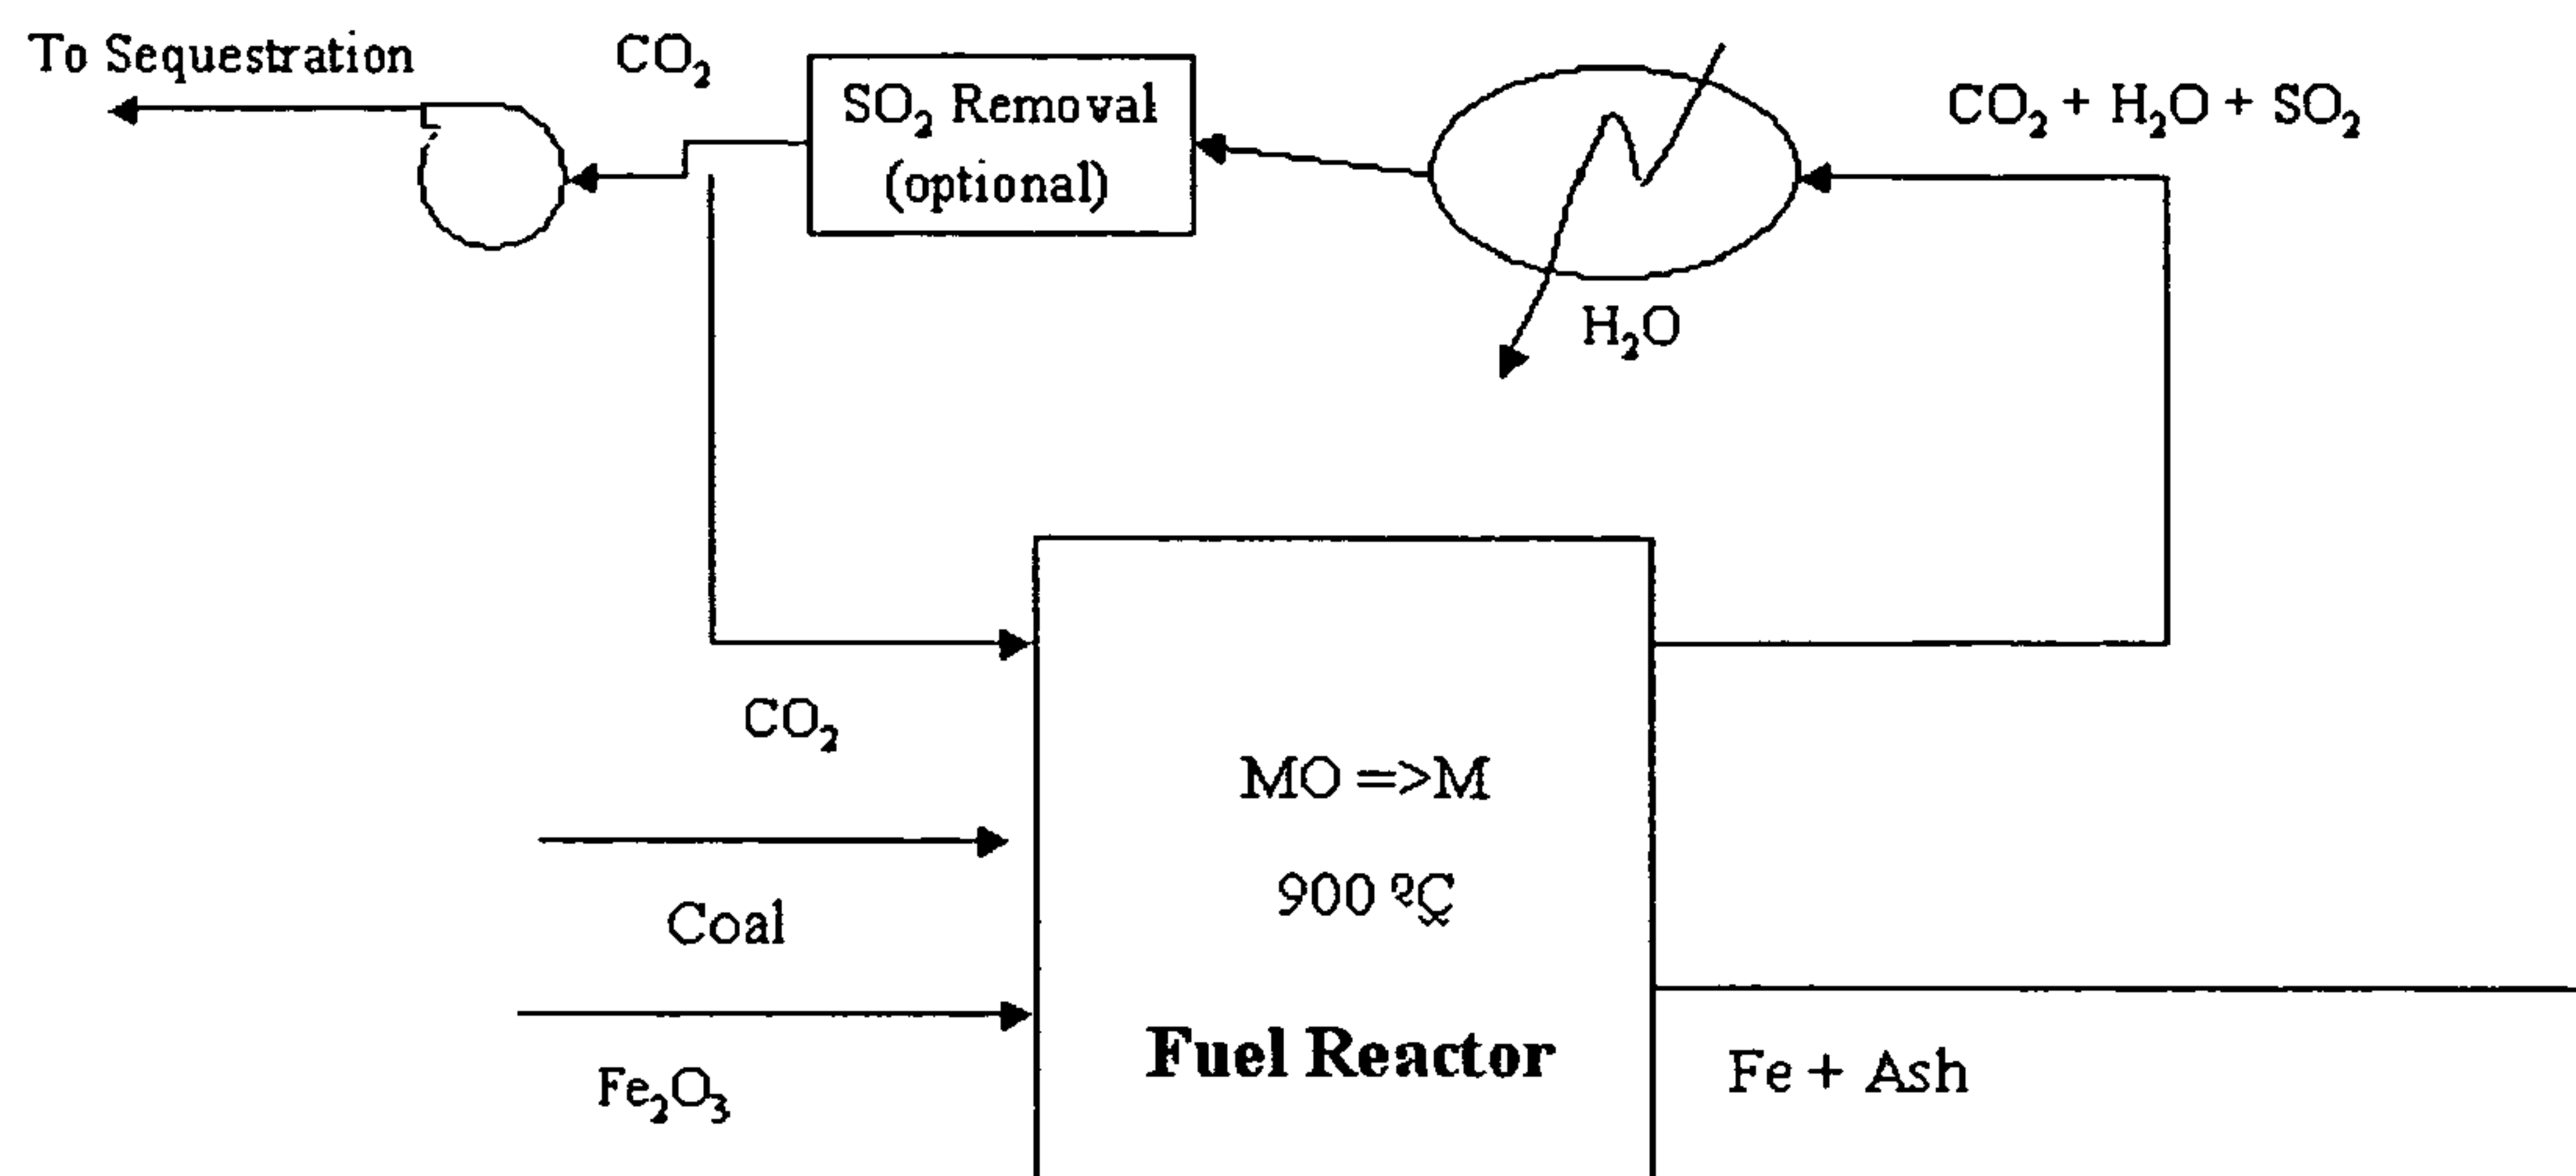 To Sequestration
CO₂
SO₂ Removal
(optional)
CO₂ + H₂O + SO₂
H₂O
CO₂
MO =>M
900 ºC
Coal
Fuel Reactor
Fe₂O₃
Fe + Ash